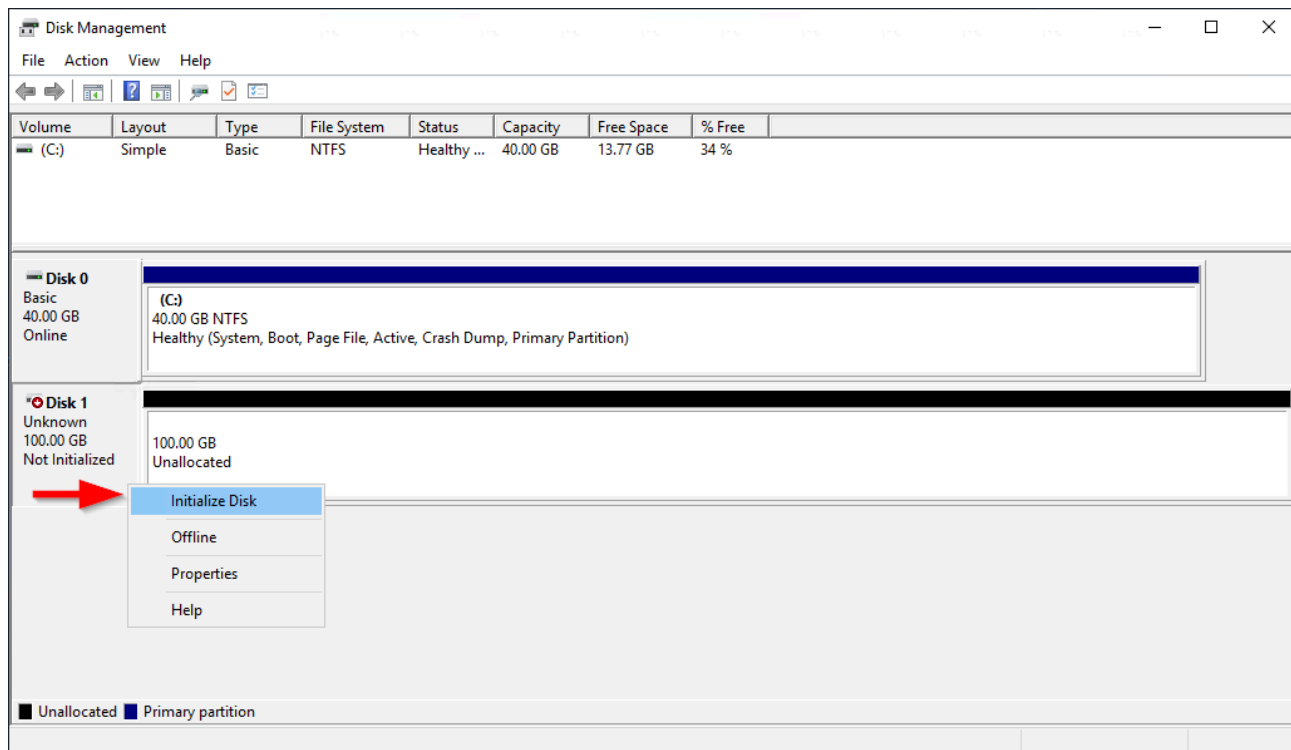 Disk Management
File Action View Help
Volume Layout Type File System Status Capacity Free Space % Free
(C:) Simple Basic NTFS Healthy ... 40.00 GB 13.77 GB 34 %
Disk 0
Basic
40.00 GB
Online
(C:)
40.00 GB NTFS
Healthy (System, Boot, Page File, Active, Crash Dump, Primary Partition)
Disk 1
Unknown
100.00 GB
Not Initialized
100.00 GB
Unallocated
Initialize Disk
Offline
Properties
Help
Unallocated Primary partition